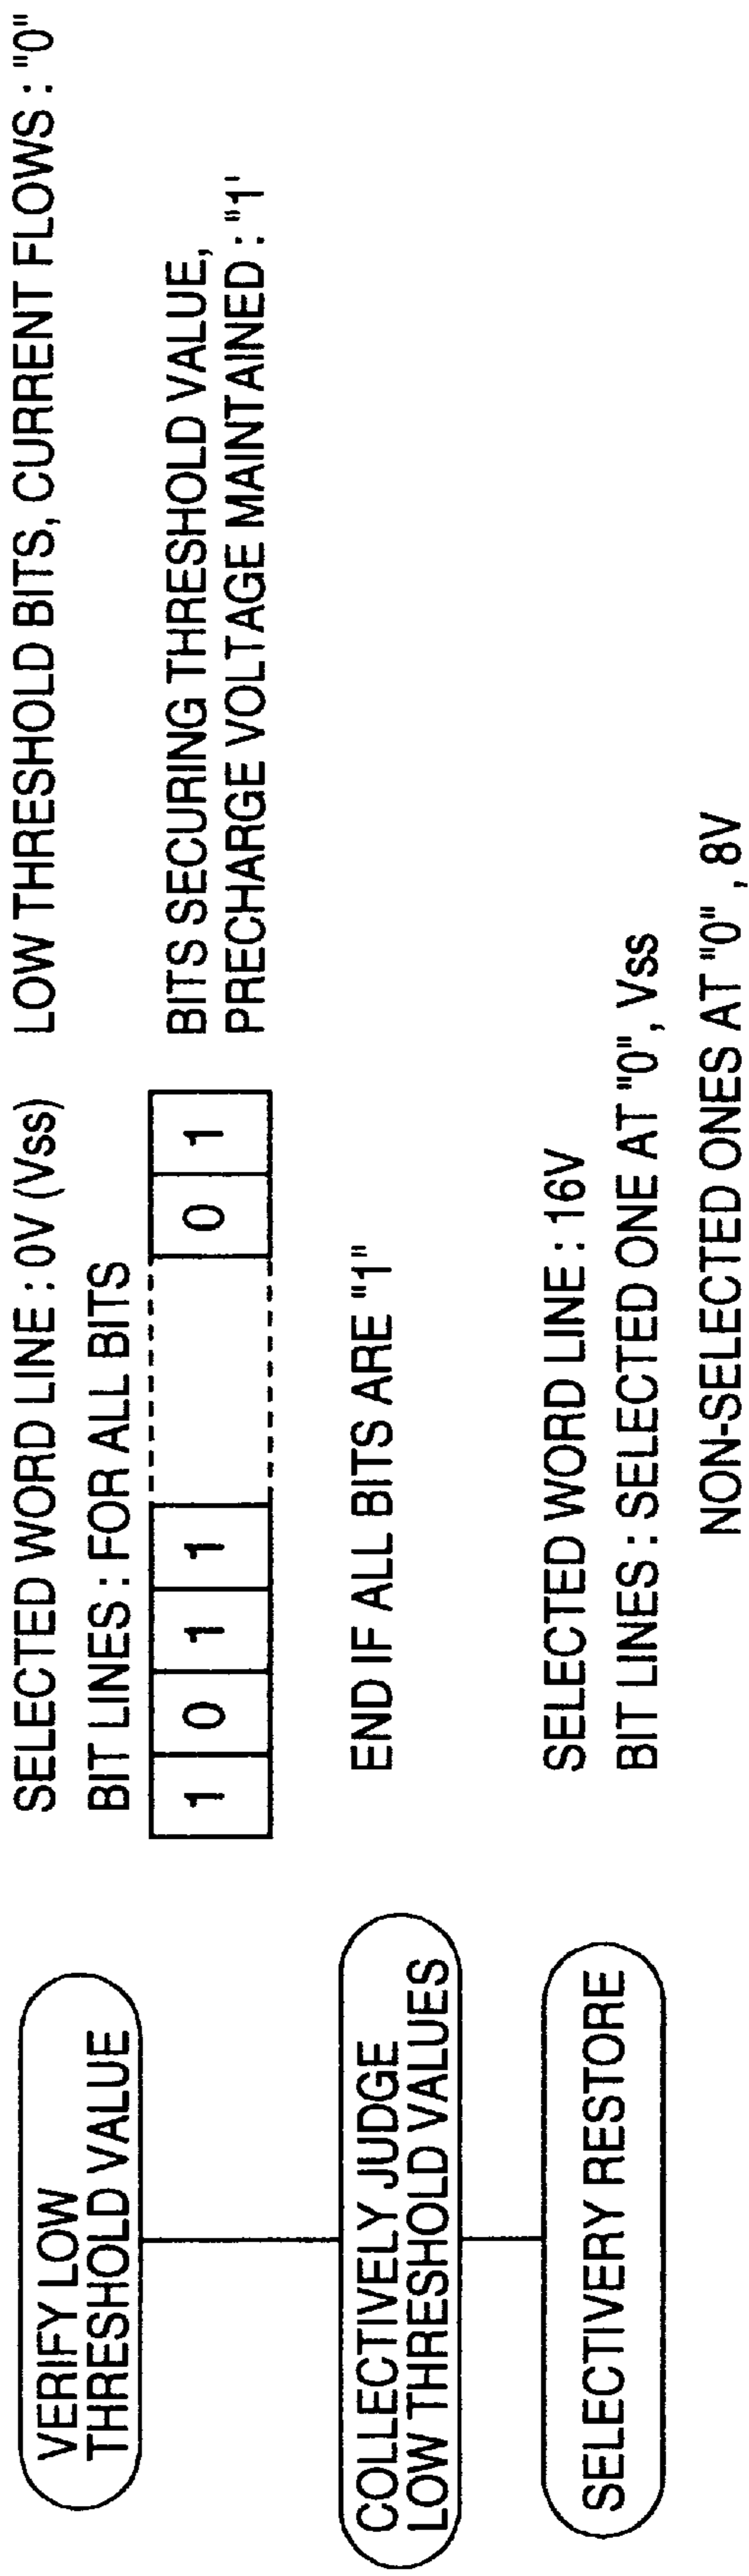 VERIFY LOW
THRESHOLD VALUE
SELECTED WORD LINE : 0V (Vss)
BIT LINES : FOR ALL BITS
1 0 1 1 0 1
LOW THRESHOLD BITS, CURRENT FLOWS : "0"
BITS SECURING THRESHOLD VALUE,
PRECHARGE VOLTAGE MAINTAINED : "1'
COLLECTIVELY JUDGE
LOW THRESHOLD VALUES
END IF ALL BITS ARE "1"
SELECTIVERY RESTORE
SELECTED WORD LINE : 16V
BIT LINES : SELECTED ONE AT "0", Vss
NON-SELECTED ONES AT "0" , 8V